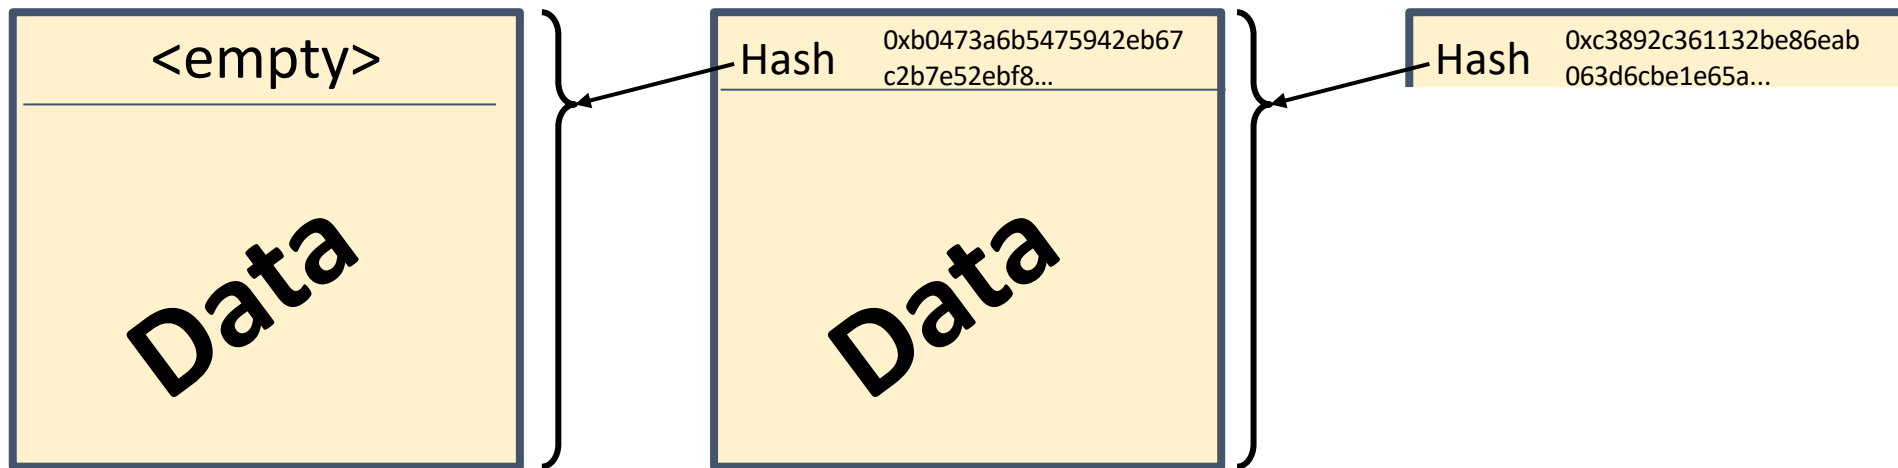 <empty>
Data
Hash
0xb0473a6b5475942eb67
c2b7e52ebf8...
Data
Hash
0xc3892c361132be86eab
063d6cbe1e65a...